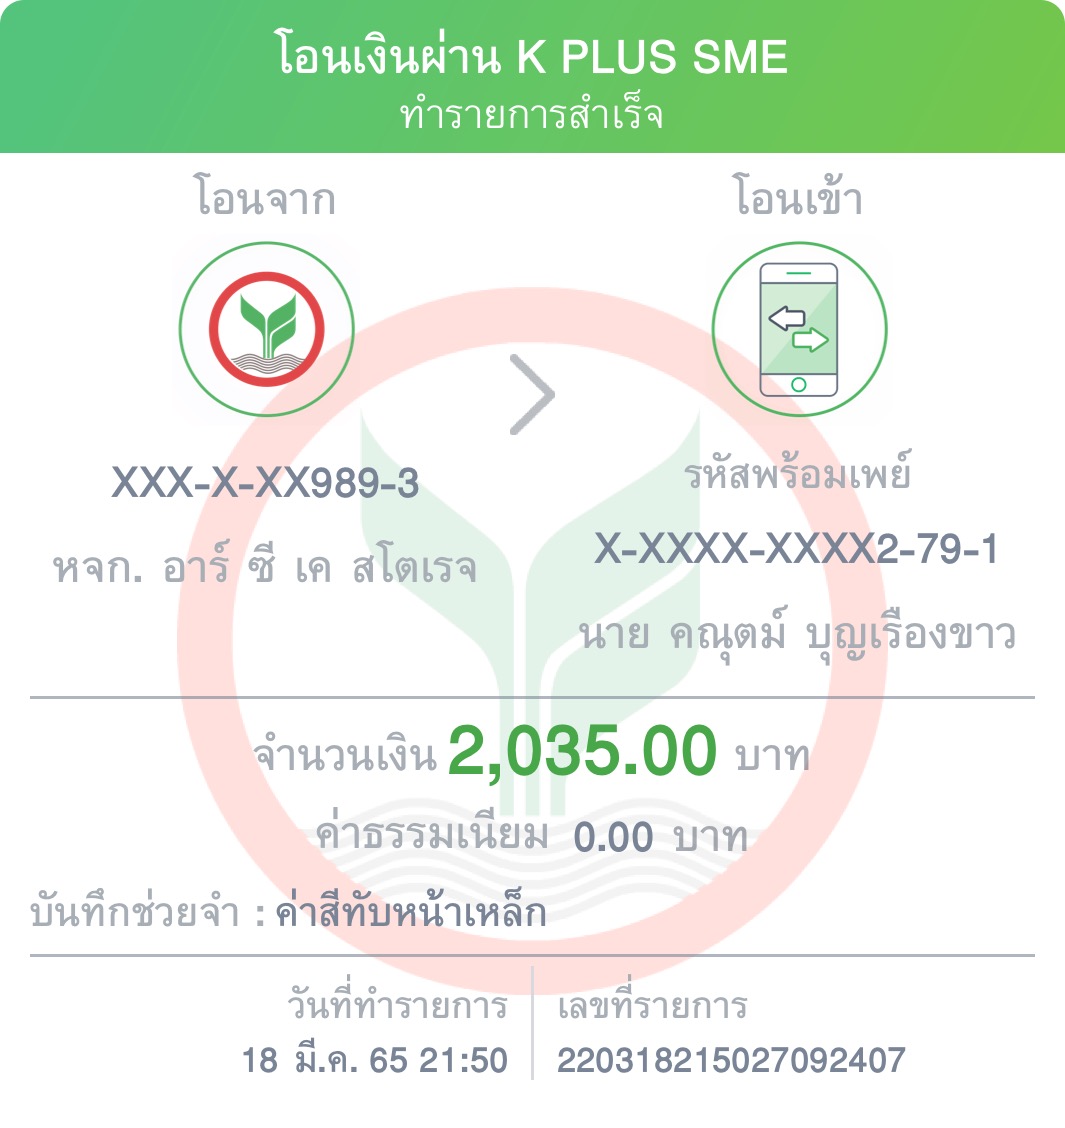 โอนเงินผ่าน K PLUS SME
ทำรายการสำเร็จ
โอนจาก
โอนเข้า
XXX-X-XX989-3
หจก. อาร์ ซี เค สโตเรจ
รหัสพร้อมเพย์
X-XXXX-XXXX2-79-1
นาย คณุตม์ บุญเรืองขาว
จำนวนเงิน 2,035.00 บาท
ค่าธรรมเนียม 0.00 บาท
บันทึกช่วยจำ : ค่าสีทับหน้าเหล็ก
วันที่ทำรายการ
18 มี.ค. 65 21:50
เลขที่รายการ
220318215027092407